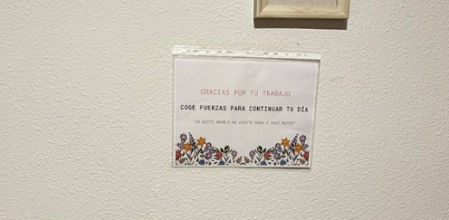 GRACIAS POR TU TRABAJO
COGE FUERZAS PARA CONTINUAR TU DÍA
"UN GESTO AMABLE NO CUESTA NADA Y VALE MUCHO"